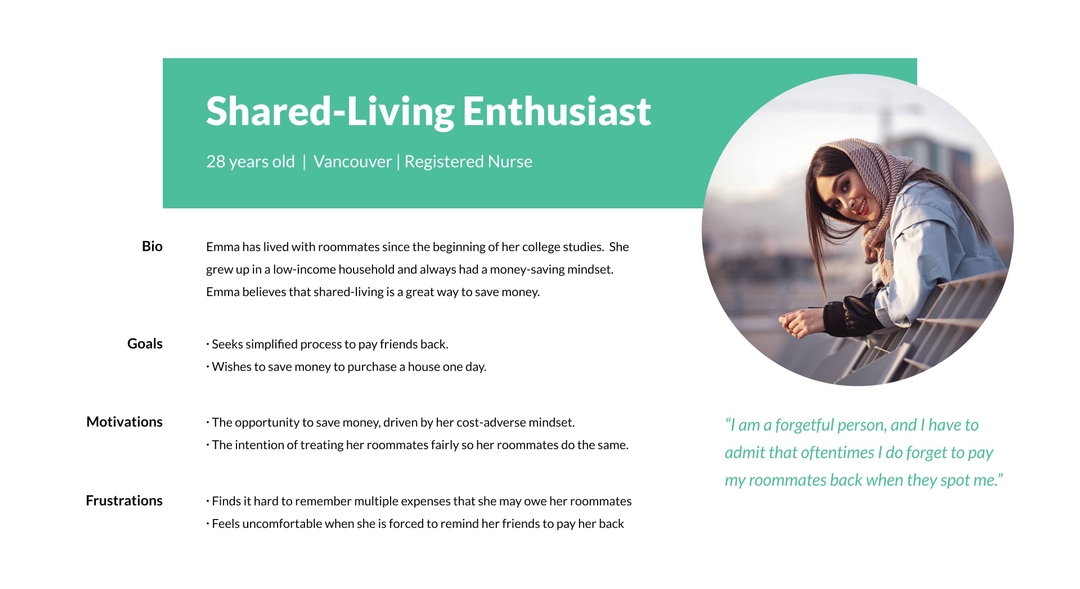 Shared-Living Enthusiast
28 years old | Vancouver | Registered Nurse
Bio
Emma has lived with roommates since the beginning of her college studies. She
grew up in a low-income household and always had a money-saving mindset.
Emma believes that shared-living is a great way to save money.
Goals
· Seeks simplified process to pay friends back.
· Wishes to save money to purchase a house one day.
Motivations
· The opportunity to save money, driven by her cost-adverse mindset.
· The intention of treating her roommates fairly so her roommates do the same.
Frustrations
· Finds it hard to remember multiple expenses that she may owe her roommates
· Feels uncomfortable when she is forced to remind her friends to pay her back
“I am a forgetful person, and I have to
admit that oftentimes I do forget to pay
my roommates back when they spot me.”